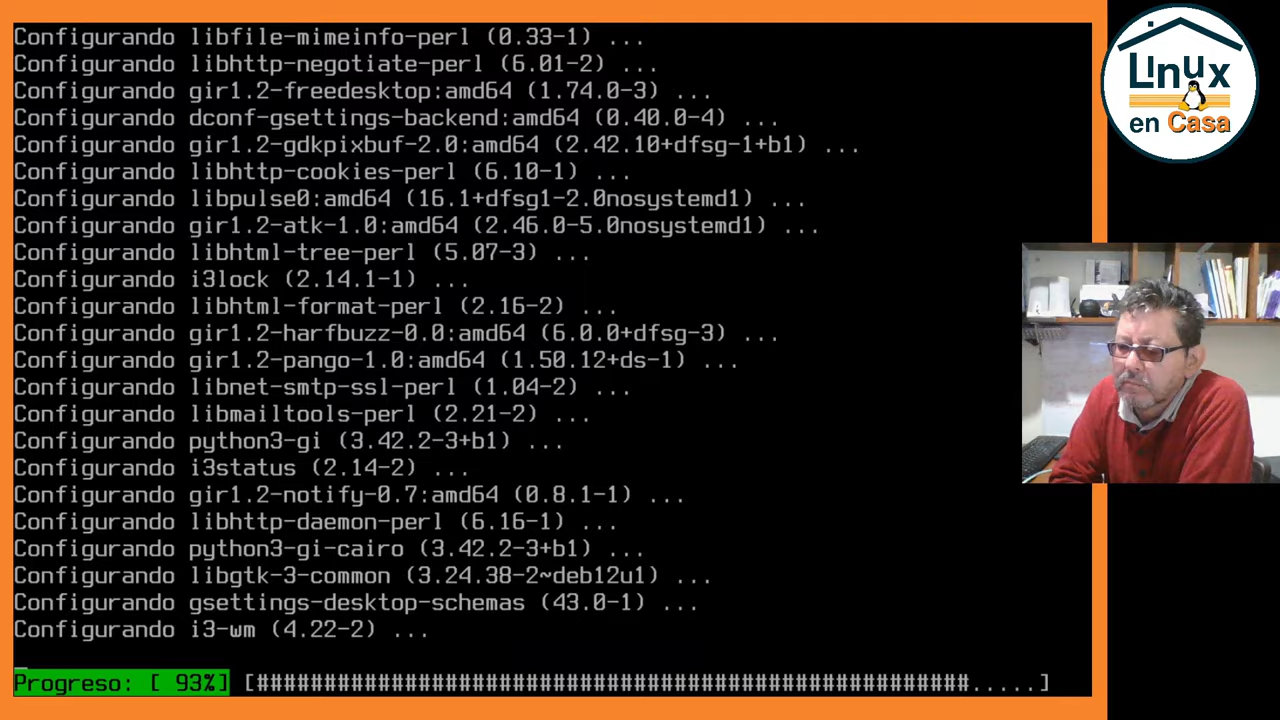 Configurando libfile-mimeinfo-perl (0.33-1) ...
Configurando libhttp-negotiate-perl (6.01-2) ...
Configurando gir1.2-freedesktop:amd64 (1.74.0-3) ...
Configurando dconf-gsettings-backend:amd64 (0.40.0-4) ...
Configurando gir1.2-gdkpixbuf-2.0:amd64 (2.42.10+dfsg-1+b1) ...
Configurando libhttp-cookies-perl (6.10-1) ...
Configurando libpulse0:amd64 (16.1+dfsg1-2.0nosystemd1) ...
Configurando gir1.2-atk-1.0:amd64 (2.46.0-5.0nosystemd1) ...
Configurando libhtml-tree-perl (5.07-3) ...
Configurando i3lock (2.14.1-1) ...
Configurando libhtml-format-perl (2.16-2) ...
Configurando gir1.2-harfbuzz-0.0:amd64 (6.0.0+dfsg-3) ...
Configurando gir1.2-pango-1.0:amd64 (1.50.12+ds-1) ...
Configurando libnet-smtp-ssl-perl (1.04-2) ...
Configurando libmailtools-perl (2.21-2) ...
Configurando python3-gi (3.42.2-3+b1) ...
Configurando i3status (2.14-2) ...
Configurando gir1.2-notify-0.7:amd64 (0.8.1-1) ...
Configurando libhttp-daemon-perl (6.16-1) ...
Configurando python3-gi-cairo (3.42.2-3+b1) ...
Configurando libgtk-3-common (3.24.38-2~deb12u1) ...
Configurando gsettings-desktop-schemas (43.0-1) ...
Configurando i3-wm (4.22-2) ...
Progreso: [ 93%] [#####################################################.....]
Linux
en Casa